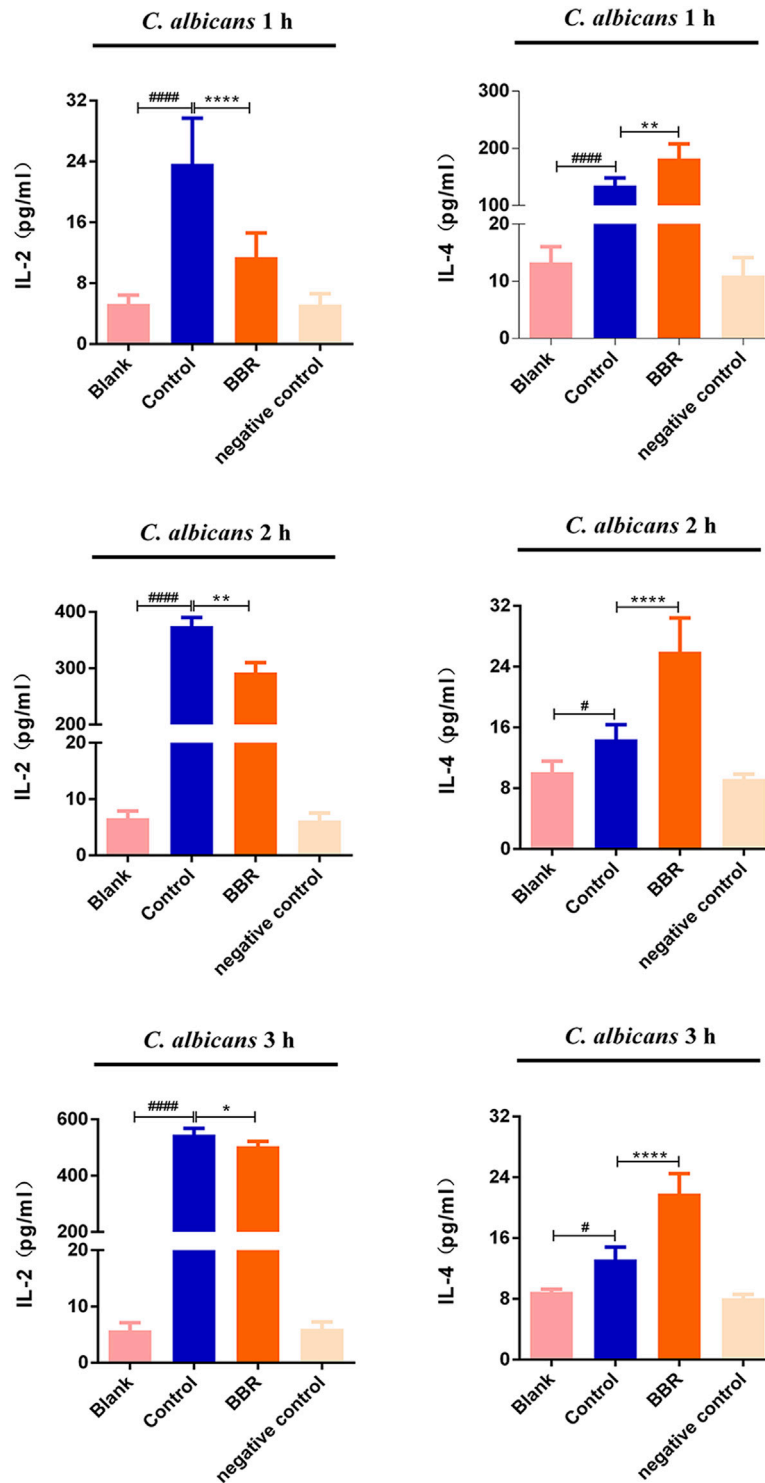 C. albicans 1 h
#### ****
IL-2 (pg/ml)
32
24
16
8
0
Blank
Control
BBR
negative control
C. albicans 1 h
#### **
IL-4 (pg/ml)
300
200
100
20
10
0
Blank
Control
BBR
negative control
C. albicans 2 h
#### **
IL-2 (pg/ml)
400
300
200
20
10
0
Blank
Control
BBR
negative control
C. albicans 2 h
# ****
IL-4 (pg/ml)
32
24
16
8
0
Blank
Control
BBR
negative control
C. albicans 3 h
#### *
IL-2 (pg/ml)
600
400
200
20
10
0
Blank
Control
BBR
negative control
C. albicans 3 h
# ****
IL-4 (pg/ml)
32
24
16
8
0
Blank
Control
BBR
negative control